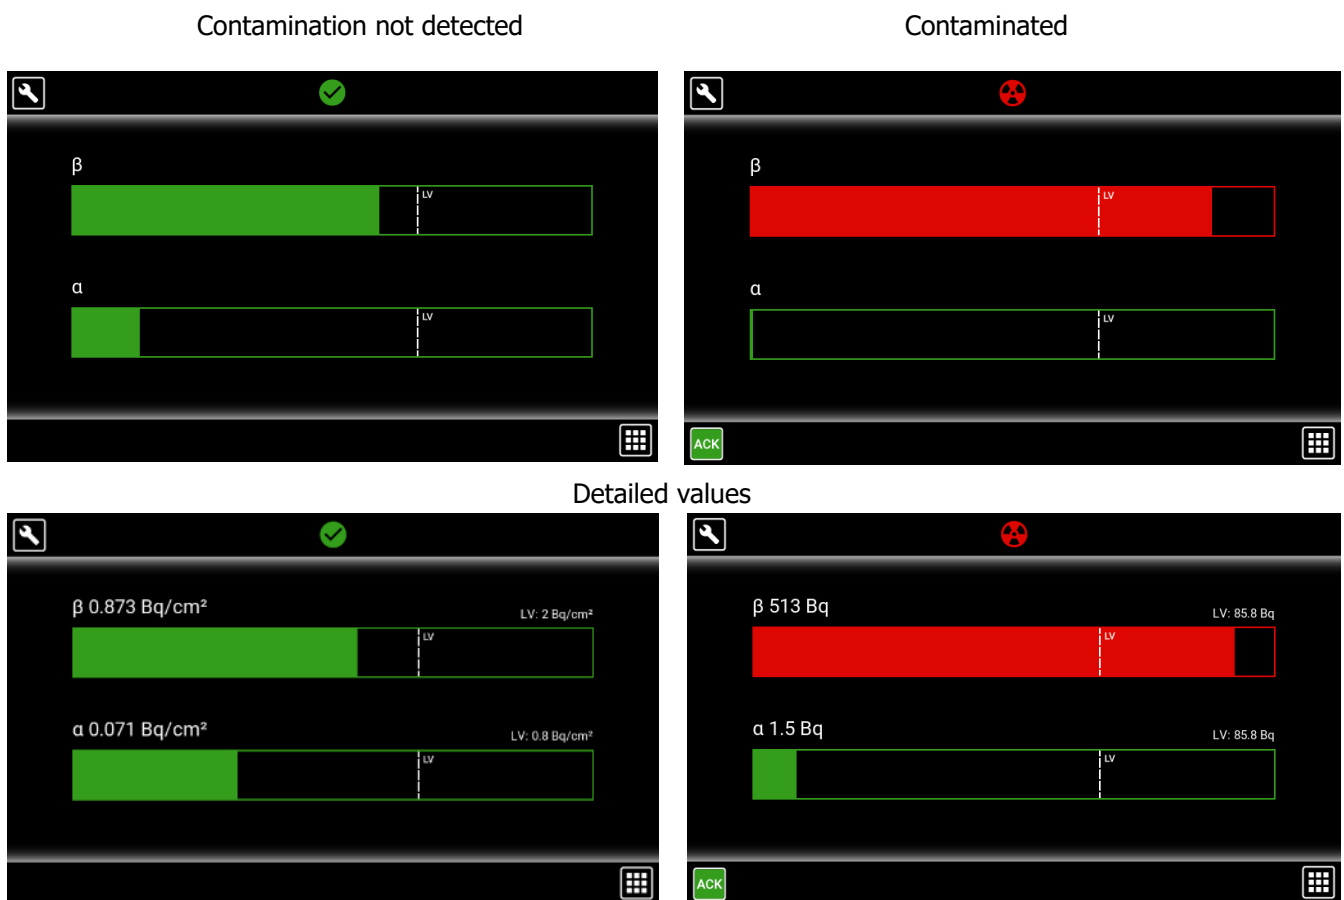 Contamination not detected
Contaminated
β
LV
α
LV
β
LV
α
LV
ACK
Detailed values
β 0.873 Bq/cm²
LV: 2 Bq/cm²
LV
α 0.071 Bq/cm²
LV: 0.8 Bq/cm²
LV
β 513 Bq
LV: 85.8 Bq
LV
α 1.5 Bq
LV: 85.8 Bq
LV
ACK